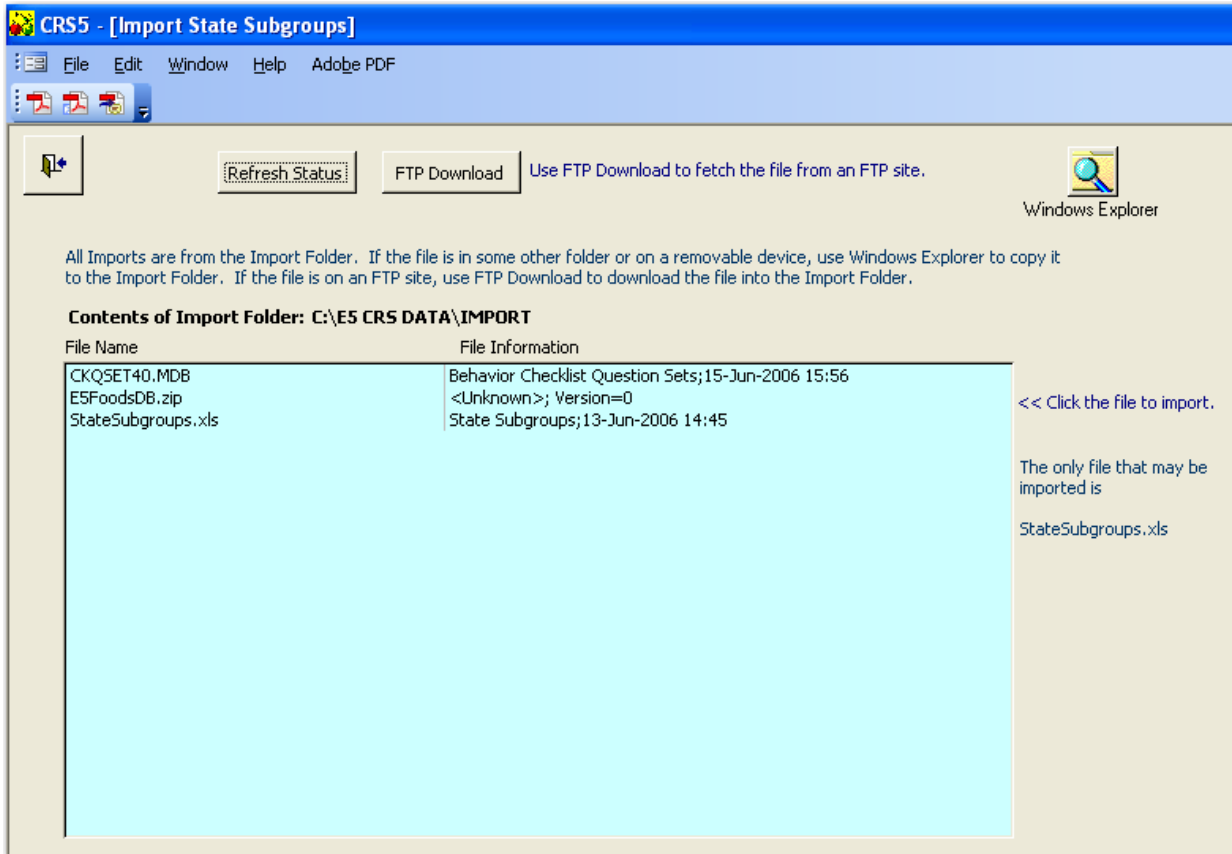 CRS5 - [Import State Subgroups]
File Edit Window Help Adobe PDF
Refresh Status FTP Download Use FTP Download to fetch the file from an FTP site.
Windows Explorer
All Imports are from the Import Folder. If the file is in some other folder or on a removable device, use Windows Explorer to copy it
to the Import Folder. If the file is on an FTP site, use FTP Download to download the file into the Import Folder.
Contents of Import Folder: C:\E5 CRS DATA\IMPORT
File Name File Information
CKQSET40.MDB Behavior Checklist Question Sets;15-Jun-2006 15:56
E5FoodsDB.zip <Unknown>; Version=0
StateSubgroups.xls State Subgroups;13-Jun-2006 14:45
<< Click the file to import.
The only file that may be
imported is
StateSubgroups.xls